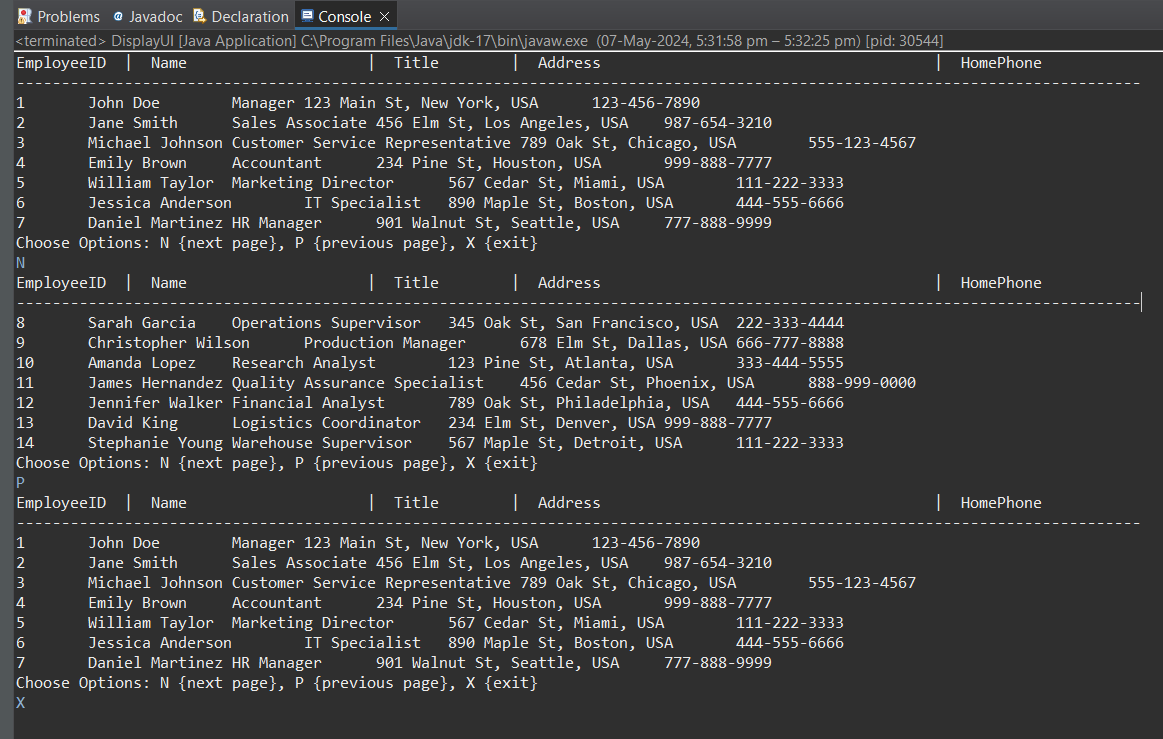 Problems @ Javadoc Declaration Console ×
<terminated> DisplayUI [Java Application] C:\Program Files\Java\jdk-17\bin\javaw.exe (07-May-2024, 5:31:58 pm – 5:32:25 pm) [pid: 30544]
EmployeeID | Name | Title | Address | HomePhone
-----------------------------------------------------------------------------------------------------------------------------
1 John Doe Manager 123 Main St, New York, USA 123-456-7890
2 Jane Smith Sales Associate 456 Elm St, Los Angeles, USA 987-654-3210
3 Michael Johnson Customer Service Representative 789 Oak St, Chicago, USA 555-123-4567
4 Emily Brown Accountant 234 Pine St, Houston, USA 999-888-7777
5 William Taylor Marketing Director 567 Cedar St, Miami, USA 111-222-3333
6 Jessica Anderson IT Specialist 890 Maple St, Boston, USA 444-555-6666
7 Daniel Martinez HR Manager 901 Walnut St, Seattle, USA 777-888-9999
Choose Options: N {next page}, P {previous page}, X {exit}
N
EmployeeID | Name | Title | Address | HomePhone
-----------------------------------------------------------------------------------------------------------------------------
8 Sarah Garcia Operations Supervisor 345 Oak St, San Francisco, USA 222-333-4444
9 Christopher Wilson Production Manager 678 Elm St, Dallas, USA 666-777-8888
10 Amanda Lopez Research Analyst 123 Pine St, Atlanta, USA 333-444-5555
11 James Hernandez Quality Assurance Specialist 456 Cedar St, Phoenix, USA 888-999-0000
12 Jennifer Walker Financial Analyst 789 Oak St, Philadelphia, USA 444-555-6666
13 David King Logistics Coordinator 234 Elm St, Denver, USA 999-888-7777
14 Stephanie Young Warehouse Supervisor 567 Maple St, Detroit, USA 111-222-3333
Choose Options: N {next page}, P {previous page}, X {exit}
P
EmployeeID | Name | Title | Address | HomePhone
-----------------------------------------------------------------------------------------------------------------------------
1 John Doe Manager 123 Main St, New York, USA 123-456-7890
2 Jane Smith Sales Associate 456 Elm St, Los Angeles, USA 987-654-3210
3 Michael Johnson Customer Service Representative 789 Oak St, Chicago, USA 555-123-4567
4 Emily Brown Accountant 234 Pine St, Houston, USA 999-888-7777
5 William Taylor Marketing Director 567 Cedar St, Miami, USA 111-222-3333
6 Jessica Anderson IT Specialist 890 Maple St, Boston, USA 444-555-6666
7 Daniel Martinez HR Manager 901 Walnut St, Seattle, USA 777-888-9999
Choose Options: N {next page}, P {previous page}, X {exit}
X